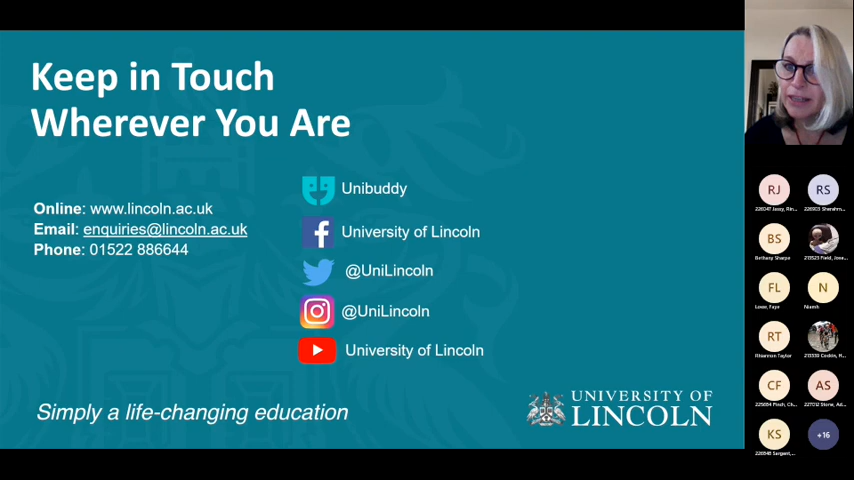 Keep in Touch
Wherever You Are
Online: www.lincoln.ac.uk
Email: enquiries@lincoln.ac.uk
Phone: 01522 886644
Unibuddy
University of Lincoln
@UniLincoln
@UniLincoln
University of Lincoln
Simply a life-changing education
UNIVERSITY OF
LINCOLN
RJ
RS
BS
Bethany Sharpe
FL
N
Lowe, Faye
Niamh
RT
Rhiannon Taylor
CF
AS
KS
+16